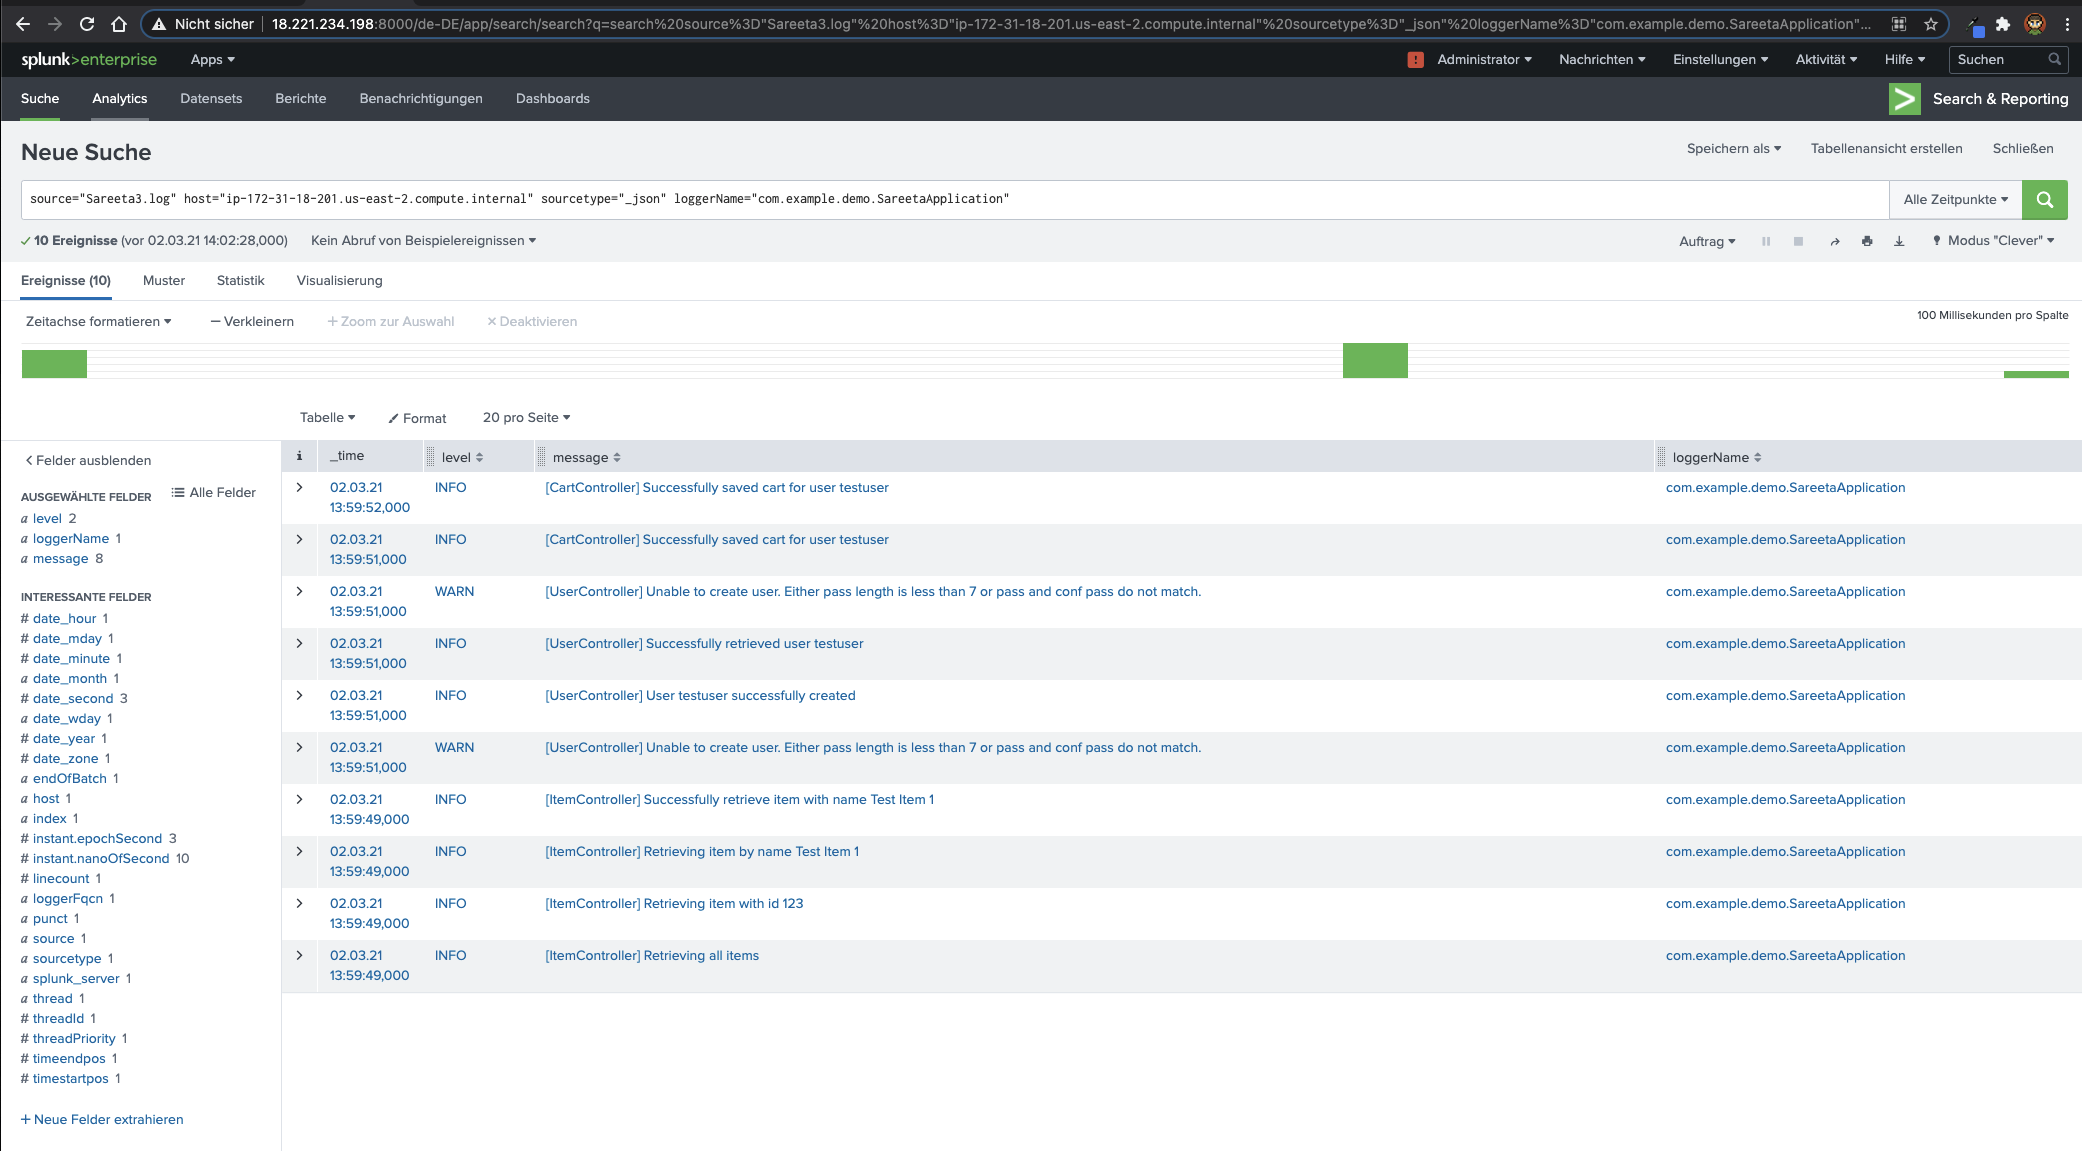 Nicht sicher 18.221.234.198:8000/de-DE/app/search/search?q=search%20source%3D"Sareeta3.log"%20host%3D"ip-172-31-18-201.us-east-2.compute.internal"%20sourcetype%3D"_json"%20loggerName%3D"com.example.demo.SareetaApplication"...
splunk>enterprise Apps Administrator Nachrichten Einstellungen Aktivität Hilfe Suchen
Suche Analytics Datensets Berichte Benachrichtigungen Dashboards Search & Reporting
Neue Suche Speichern als Tabellenansicht erstellen Schließen
source="Sareeta3.log" host="ip-172-31-18-201.us-east-2.compute.internal" sourcetype="_json" loggerName="com.example.demo.SareetaApplication" Alle Zeitpunkte
10 Ereignisse (vor 02.03.21 14:02:28,000) Kein Abruf von Beispielereignissen Auftrag Modus "Clever"
Ereignisse (10) Muster Statistik Visualisierung
Zeitachse formatieren — Verkleinern + Zoom zur Auswahl × Deaktivieren 100 Millisekunden pro Spalte
Tabelle Format 20 pro Seite
< Felder ausblenden
AUSGEWÄHLTE FELDER Alle Felder
a level 2
a loggerName 1
a message 8
INTERESSANTE FELDER
# date_hour 1
# date_mday 1
# date_minute 1
a date_month 1
# date_second 3
a date_wday 1
# date_year 1
# date_zone 1
a endOfBatch 1
a host 1
a index 1
# instant.epochSecond 3
# instant.nanoOfSecond 10
# linecount 1
a loggerFqcn 1
a punct 1
a source 1
a sourcetype 1
a splunk_server 1
a thread 1
# threadId 1
# threadPriority 1
# timeendpos 1
# timestartpos 1
+ Neue Felder extrahieren
i _time level message loggerName
> 02.03.21 INFO [CartController] Successfully saved cart for user testuser com.example.demo.SareetaApplication
13:59:52,000
> 02.03.21 INFO [CartController] Successfully saved cart for user testuser com.example.demo.SareetaApplication
13:59:51,000
> 02.03.21 WARN [UserController] Unable to create user. Either pass length is less than 7 or pass and conf pass do not match. com.example.demo.SareetaApplication
13:59:51,000
> 02.03.21 INFO [UserController] Successfully retrieved user testuser com.example.demo.SareetaApplication
13:59:51,000
> 02.03.21 INFO [UserController] User testuser successfully created com.example.demo.SareetaApplication
13:59:51,000
> 02.03.21 WARN [UserController] Unable to create user. Either pass length is less than 7 or pass and conf pass do not match. com.example.demo.SareetaApplication
13:59:51,000
> 02.03.21 INFO [ItemController] Successfully retrieve item with name Test Item 1 com.example.demo.SareetaApplication
13:59:49,000
> 02.03.21 INFO [ItemController] Retrieving item by name Test Item 1 com.example.demo.SareetaApplication
13:59:49,000
> 02.03.21 INFO [ItemController] Retrieving item with id 123 com.example.demo.SareetaApplication
13:59:49,000
> 02.03.21 INFO [ItemController] Retrieving all items com.example.demo.SareetaApplication
13:59:49,000